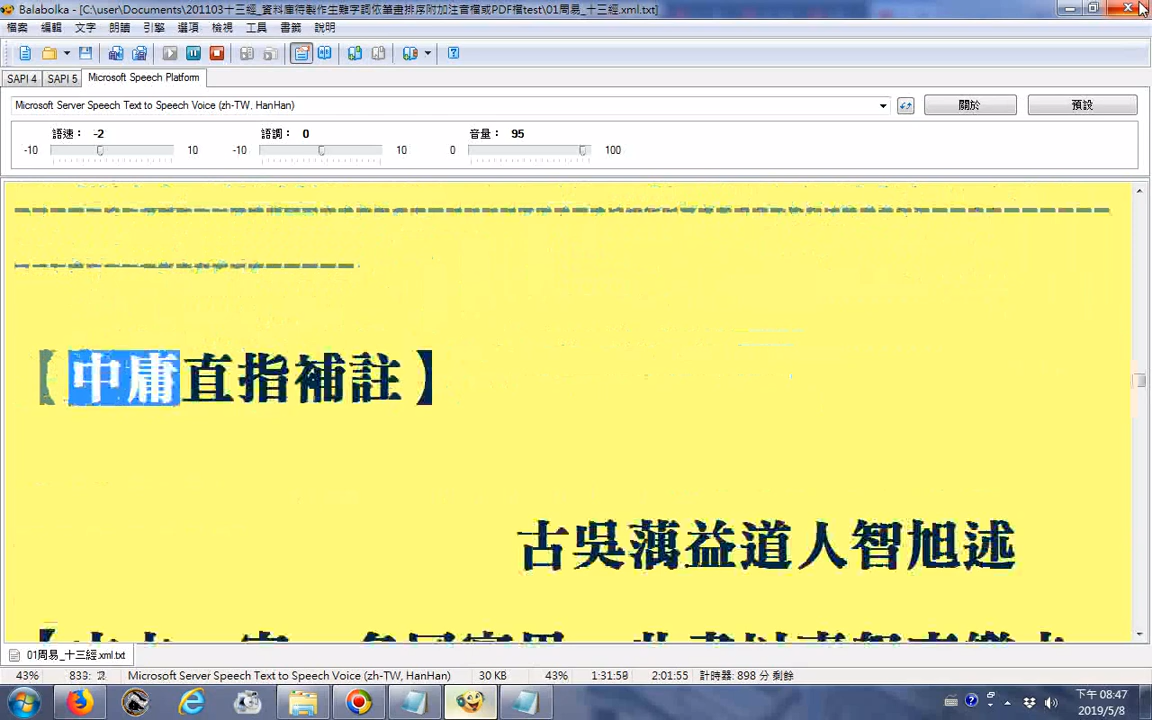 Balabolka - [C:\user\Documents\201103十三經_資料庫待製作生難字詞依筆畫排序附加注音檔或PDF檔test\01周易_十三經.xml.txt]
檔案 編輯 文字 朗讀 引擎 選項 檢視 工具 書籤 說明
SAPI 4 SAPI 5 Microsoft Speech Platform
Microsoft Server Speech Text to Speech Voice (zh-TW, HanHan) 關於 預設
語速： -2 語調： 0 音量： 95
-10 10 -10 10 0 100
【中庸直指補註】
古吳蕅益道人智旭述
01周易_十三經.xml.txt
43% 833: 2 Microsoft Server Speech Text to Speech Voice (zh-TW, HanHan) 30 KB 43% 1:31:58 2:01:55 計時器: 898 分 剩餘
下午 08:47
2019/5/8